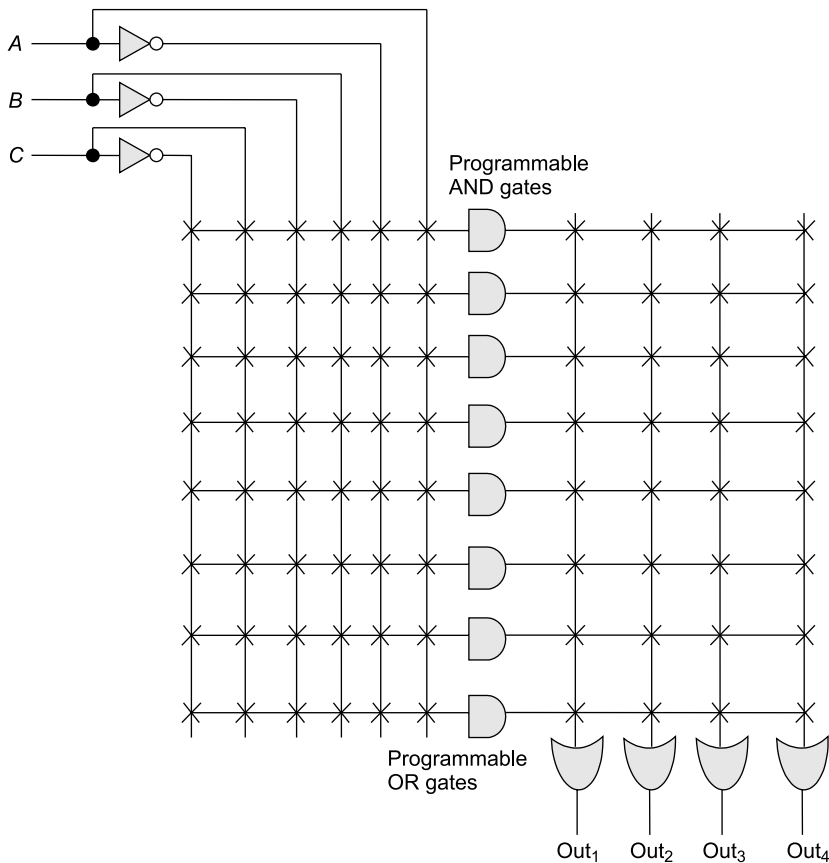 A
B
C
Programmable
AND gates
Programmable
OR gates
Out₁ Out₂ Out₃ Out₄